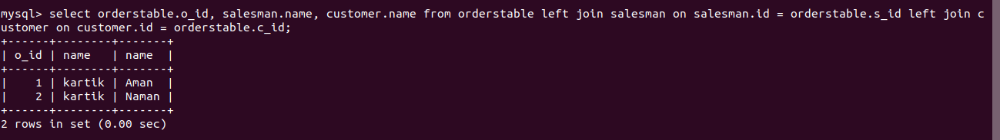 mysql> select orderstable.o_id, salesman.name, customer.name from orderstable left join salesman on salesman.id = orderstable.s_id left join c
ustomer on customer.id = orderstable.c_id;
+------+--------+-------+
| o_id | name   | name  |
+------+--------+-------+
|    1 | kartik | Aman  |
|    2 | kartik | Naman |
+------+--------+-------+
2 rows in set (0.00 sec)